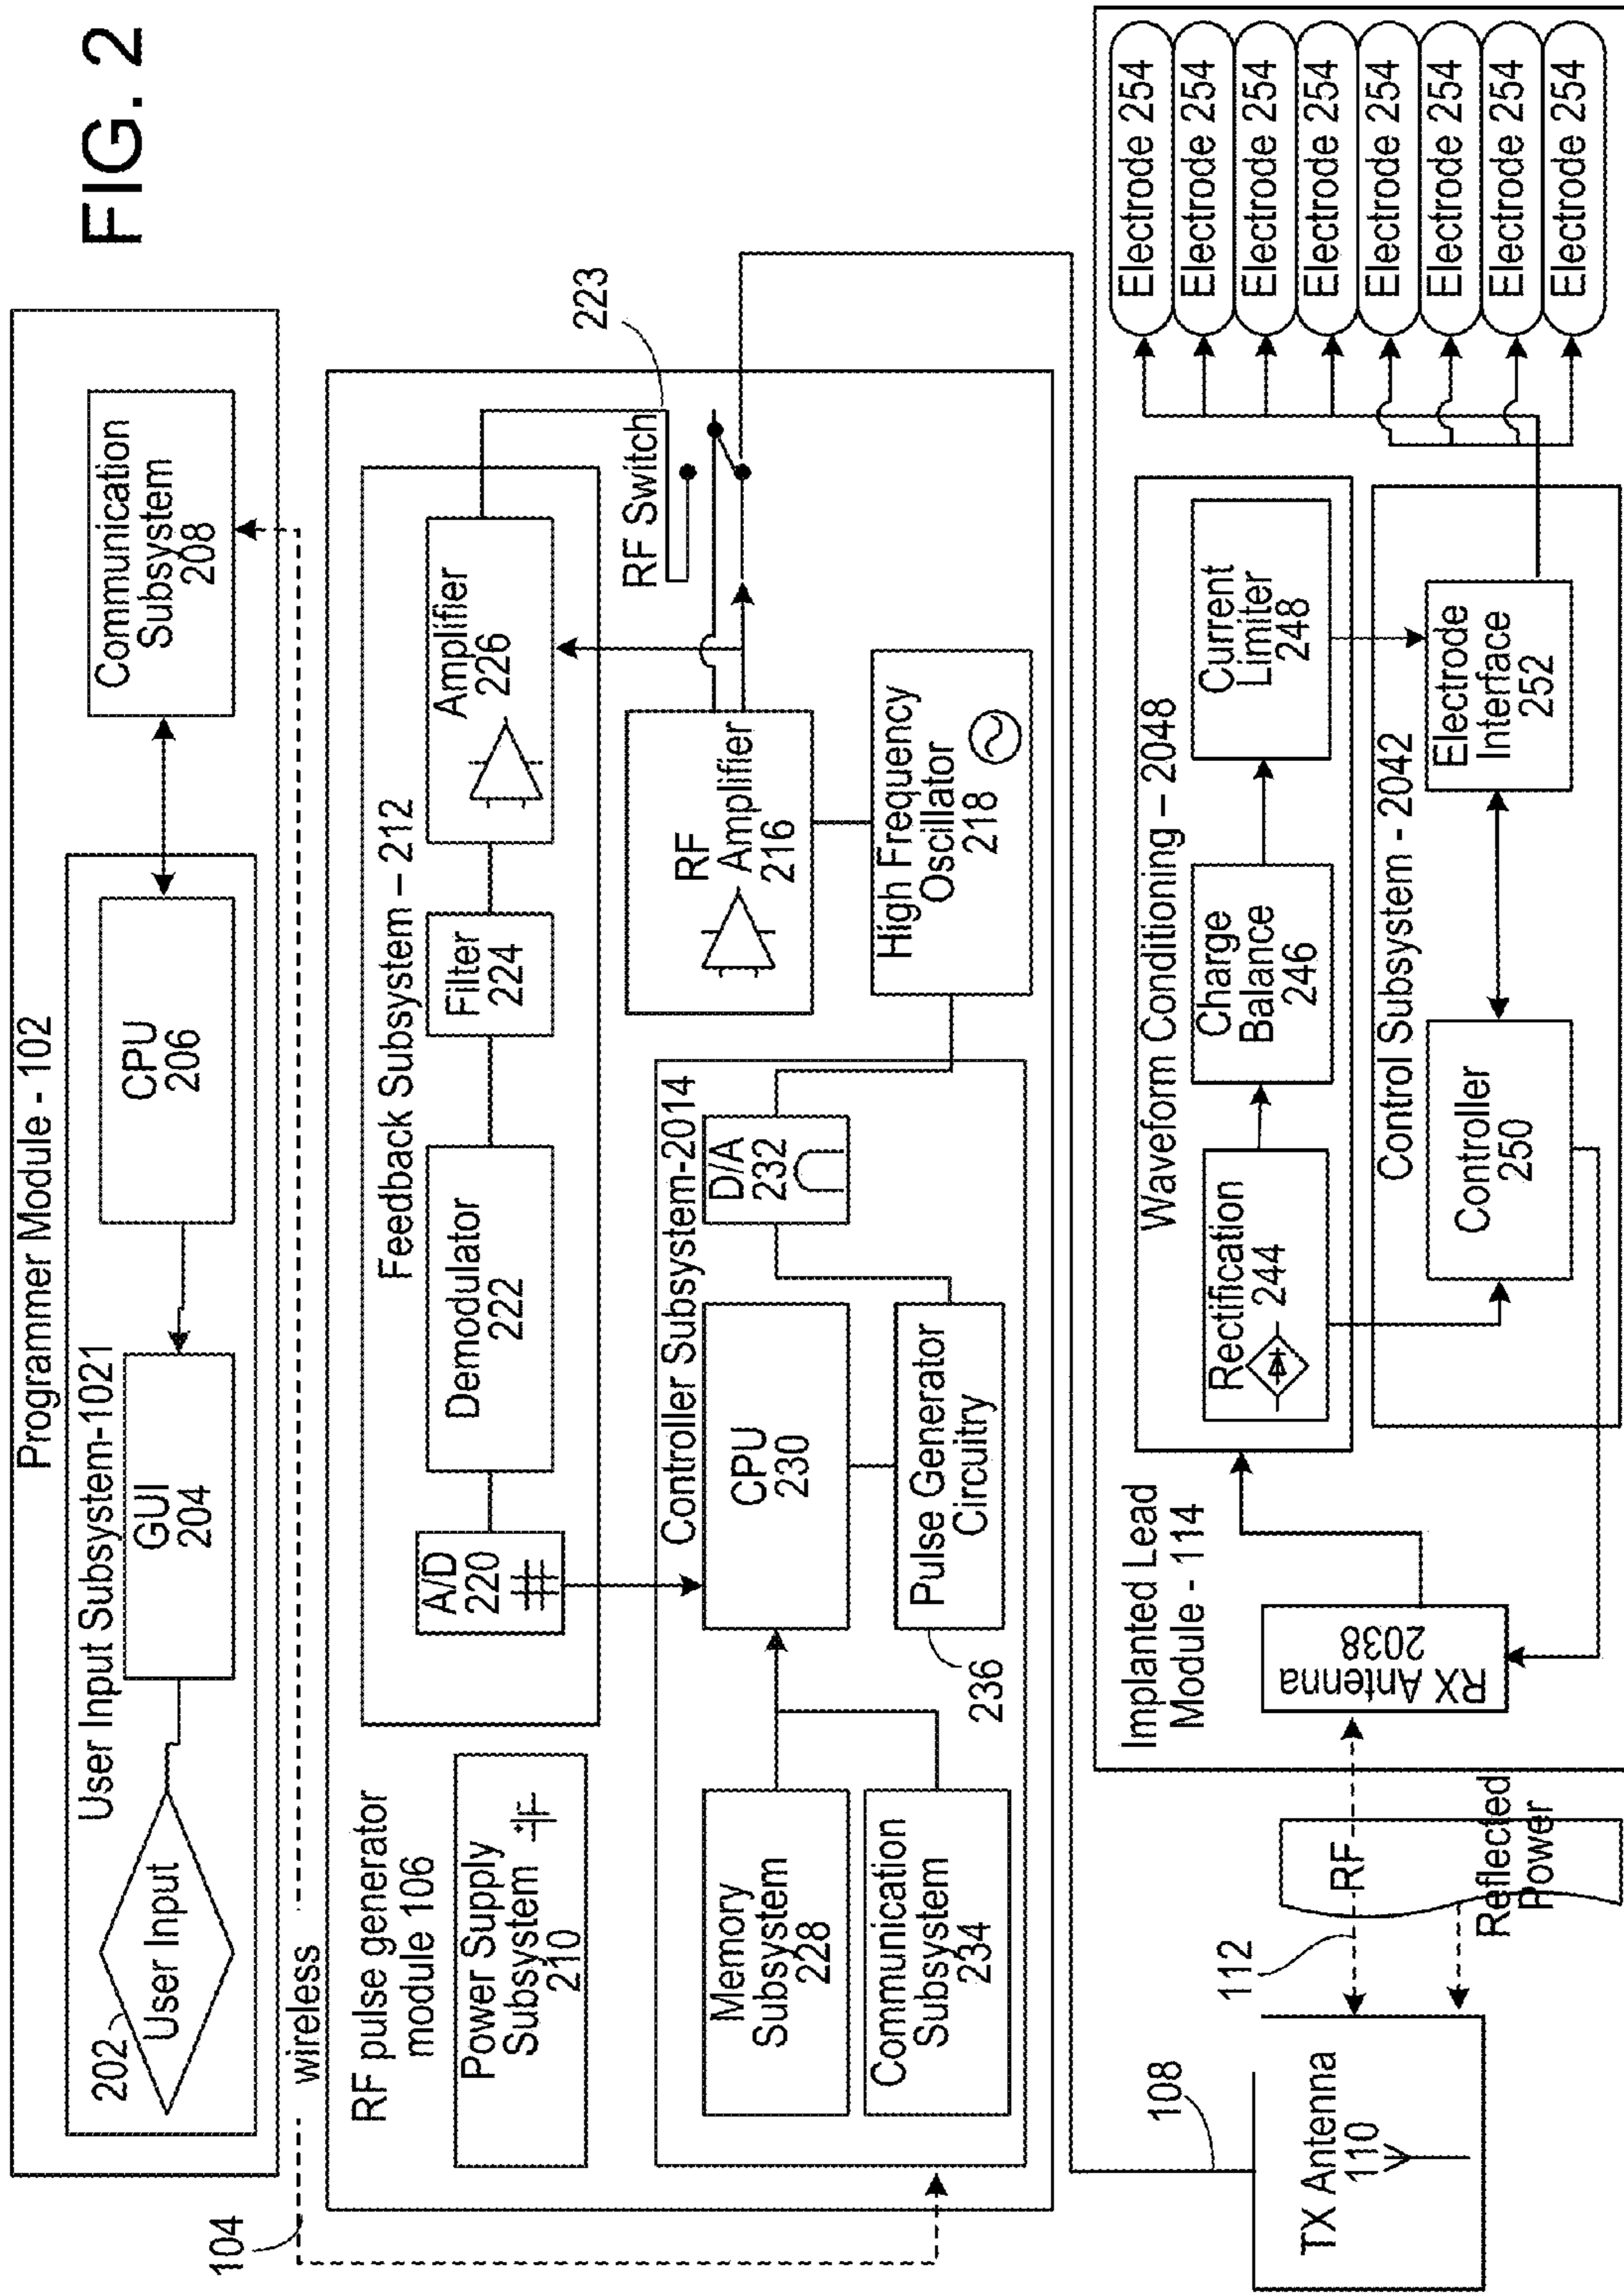 FIG. 2
Programmer Module - 102
User Input Subsystem-1021
202
User Input
GUI
204
CPU
206
Communication
Subsystem
208
104
wireless
RF pulse generator
module 106
Power Supply
Subsystem
210
Feedback Subsystem – 212
A/D
220
Demodulator
222
Filter
224
Amplifier
226
223
RF Switch
Controller Subsystem-2014
Memory
Subsystem
228
Communication
Subsystem
234
CPU
230
Pulse Generator
Circuitry
236
D/A
232
RF
Amplifier
216
High Frequency
Oscillator
218
108
TX Antenna
110
112
RF
Reflected
Power
Implanted Lead
Module - 114
RX Antenna
2038
Waveform Conditioning – 2048
Rectification
244
Charge
Balance
246
Current
Limiter
248
Control Subsystem - 2042
Controller
250
Electrode
Interface
252
Electrode 254
Electrode 254
Electrode 254
Electrode 254
Electrode 254
Electrode 254
Electrode 254
Electrode 254